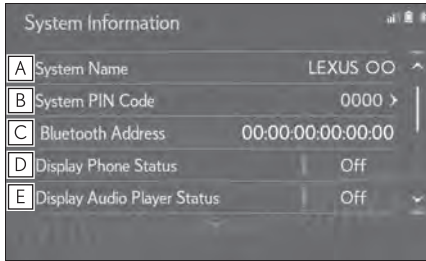 System Information
A System Name LEXUS OO
B System PIN Code 0000 >
C Bluetooth Address 00:00:00:00:00:00
D Display Phone Status Off
E Display Audio Player Status Off